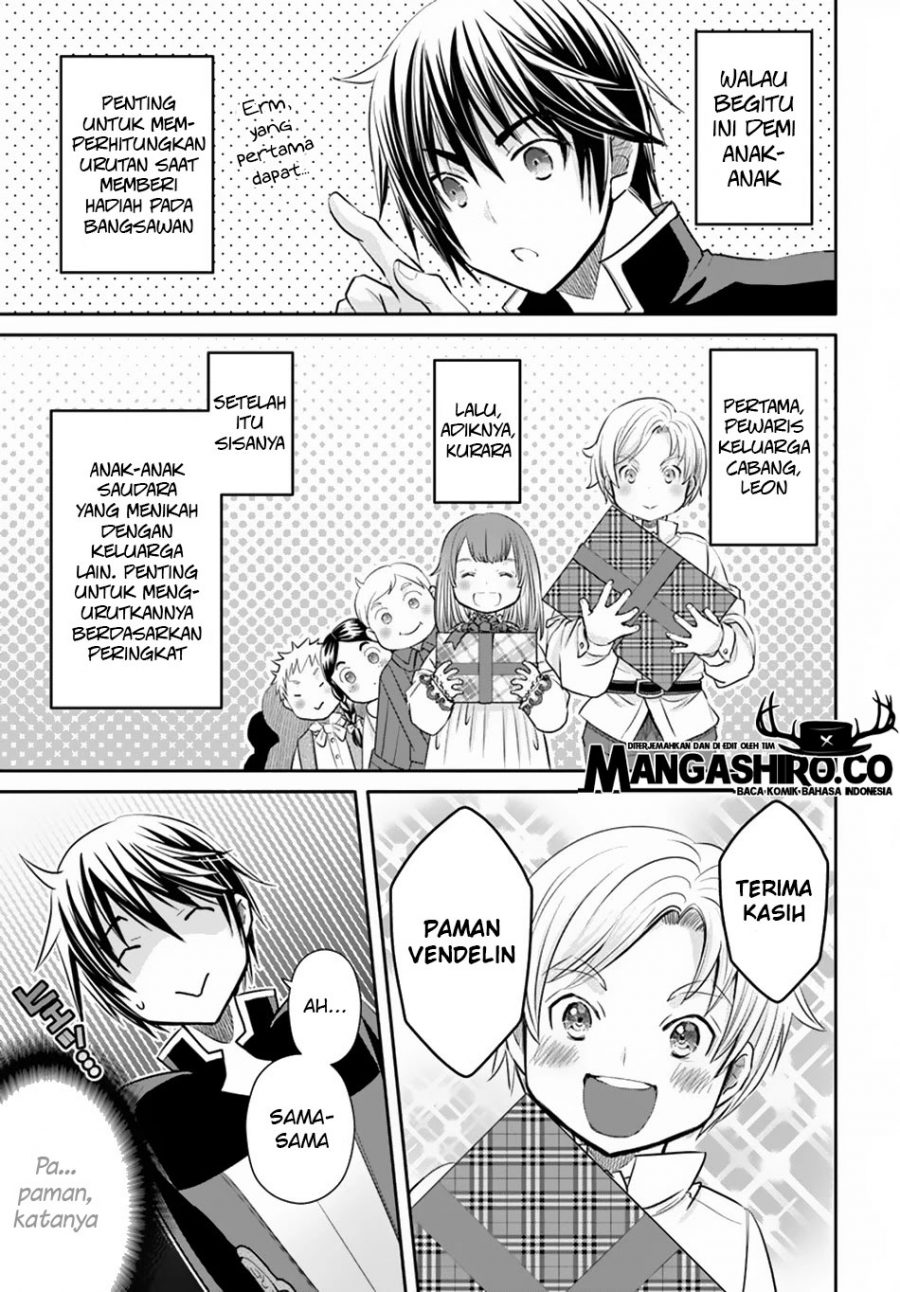 WALAU
BEGITU
INI DEMI
ANAK-
ANAK
Erm,
yang
pertama
dapat...
PENTING
UNTUK MEM-
PERHITUNGKAN
URUTAN SAAT
MEMBERI
HADIAH PADA
BANGSAWAN
PERTAMA,
PEWARIS
KELUARGA
CABANG,
LEON
LALU,
ADIKNYA,
KURARA
SETELAH
ITU
SISANYA
ANAK-ANAK
SAUDARA
YANG MENIKAH
DENGAN
KELUARGA
LAIN. PENTING
UNTUK MENG-
URUTKANNYA
BERDASARKAN
PERINGKAT
DITERJEMAHKAN DAN DI EDIT OLEH TIM
MANGASHIRO.CO
BACA KOMIK BAHASA INDONESIA
TERIMA
KASIH
PAMAN
VENDELIN
AH...
SAMA-
SAMA
Pa...
paman,
katanya